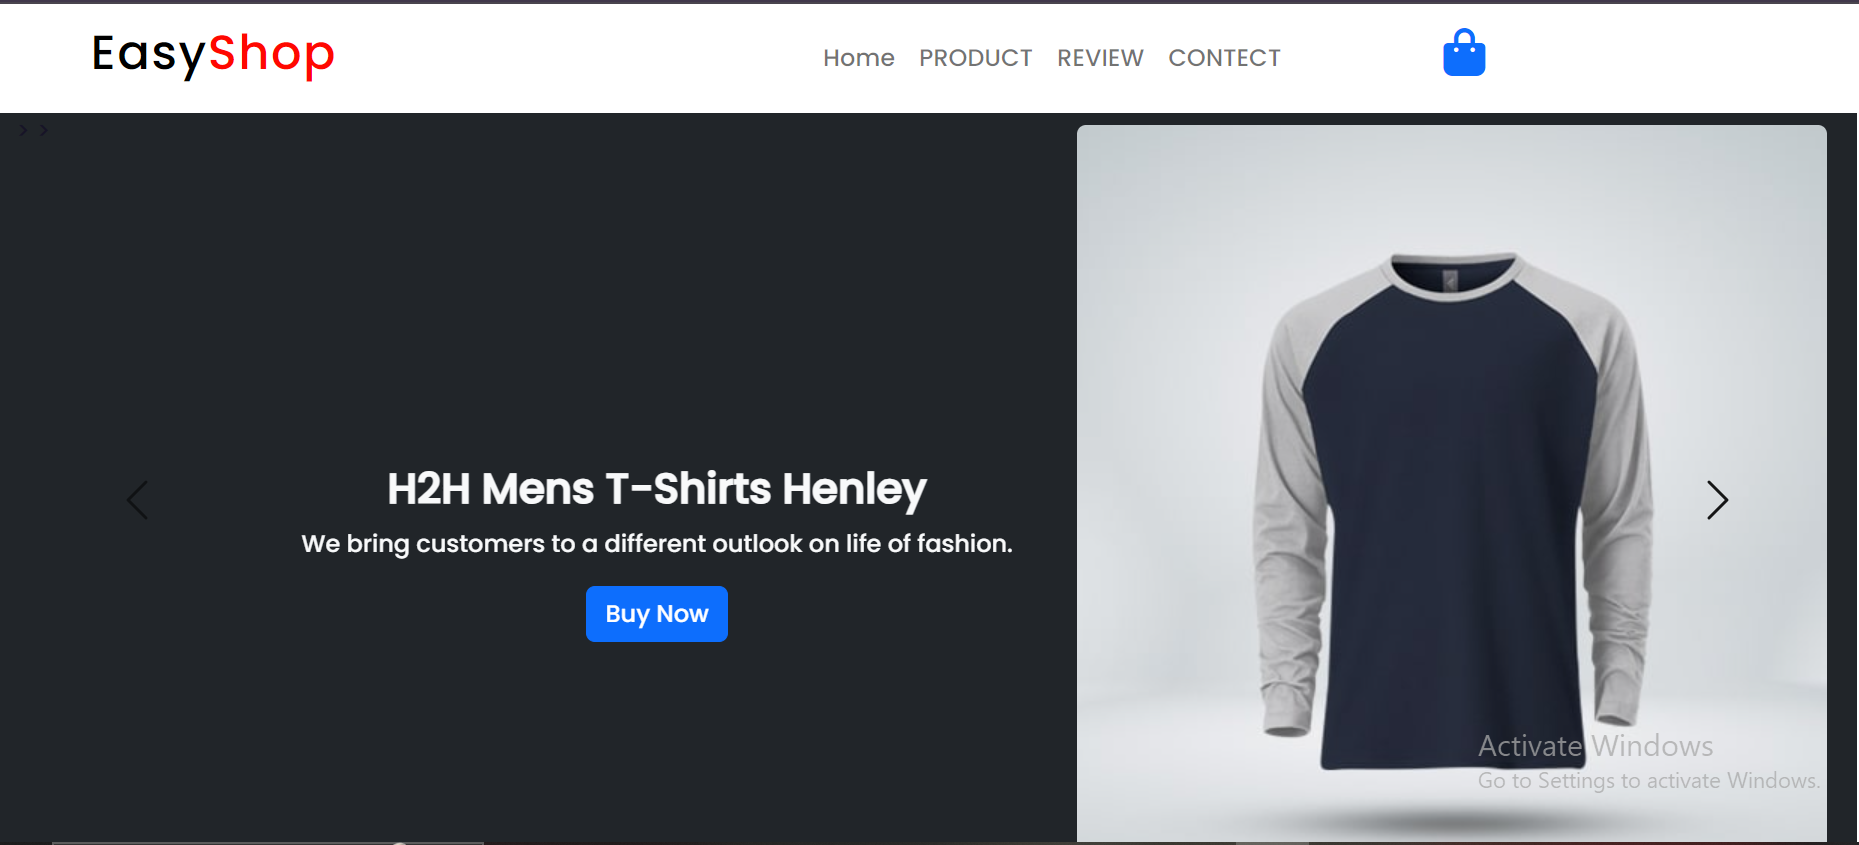 EasyShop
Home PRODUCT REVIEW CONTECT
> >
H2H Mens T-Shirts Henley
We bring customers to a different outlook on life of fashion.
Buy Now
Activate Windows
Go to Settings to activate Windows.